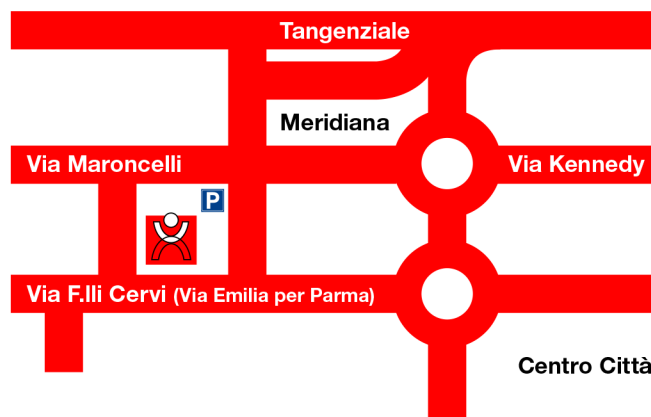 Tangenziale
Meridiana
Via Maroncelli
Via Kennedy
P
Via F.lli Cervi (Via Emilia per Parma)
Centro Città